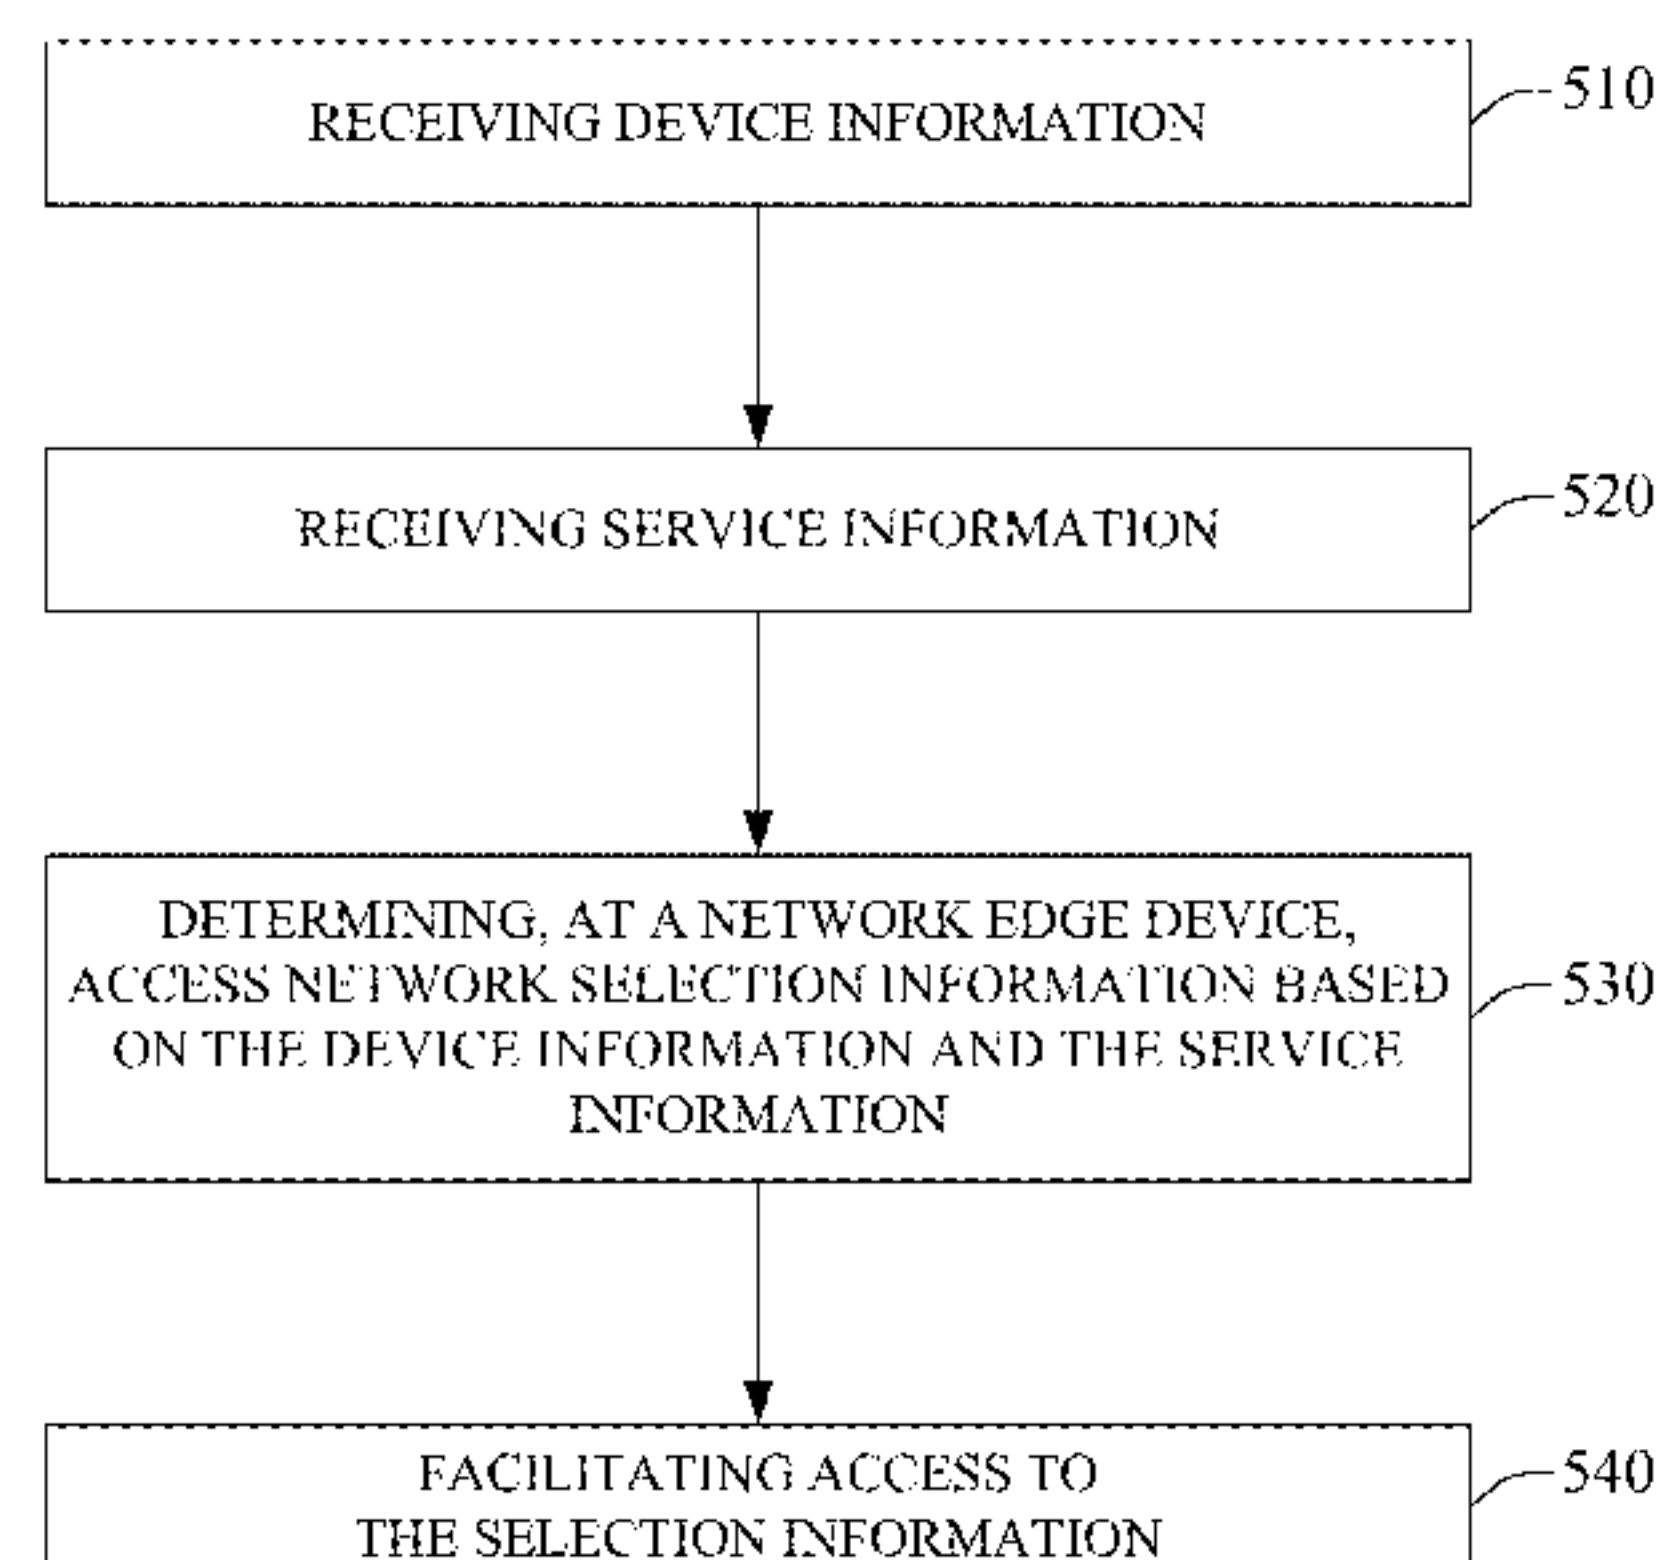 RECEIVING DEVICE INFORMATION
510
RECEIVING SERVICE INFORMATION
520
DETERMINING, AT A NETWORK EDGE DEVICE,
ACCESS NETWORK SELECTION INFORMATION BASED
ON THE DEVICE INFORMATION AND THE SERVICE
INFORMATION
530
FACILITATING ACCESS TO
THE SELECTION INFORMATION
540